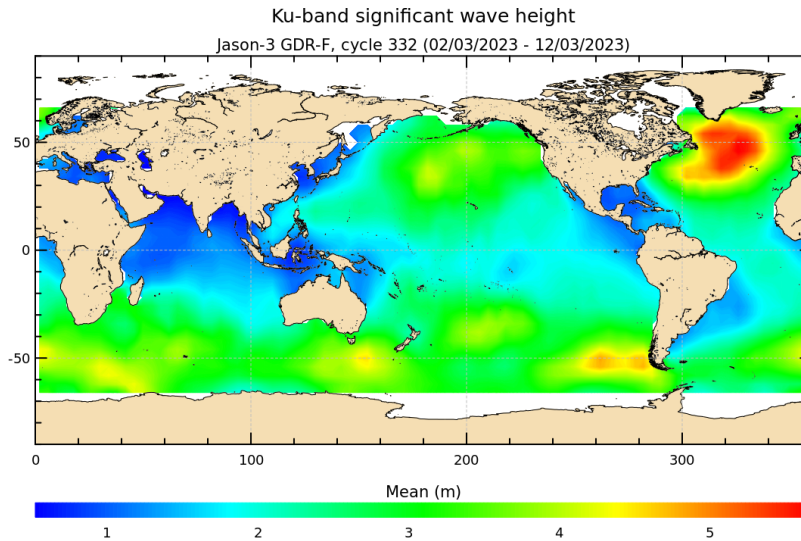 Ku-band significant wave height
Jason-3 GDR-F, cycle 332 (02/03/2023 - 12/03/2023)
50
0
-50
0 100 200 300
Mean (m)
1 2 3 4 5